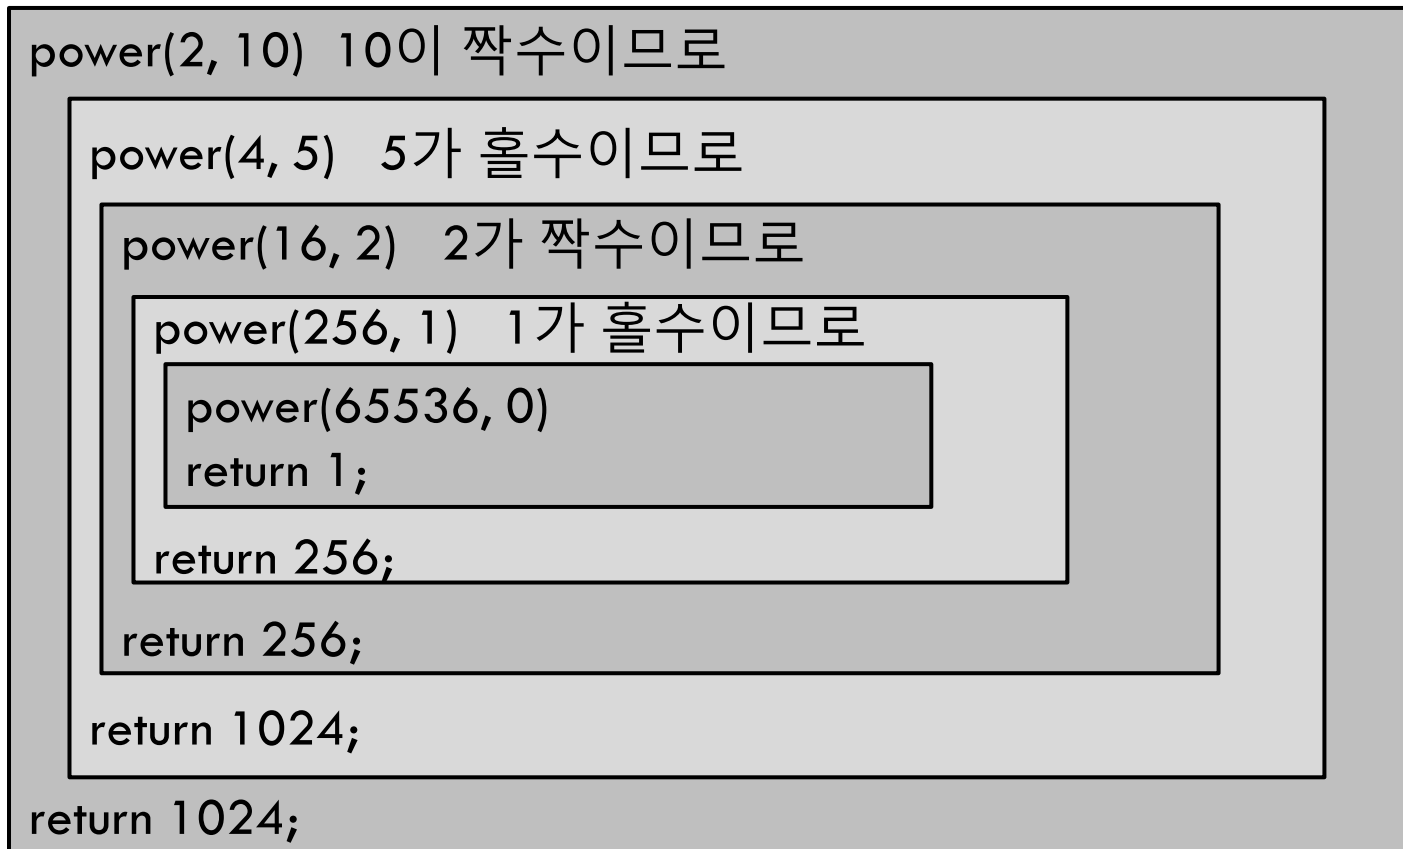 power(2, 10) 10이 짝수이므로
power(4, 5) 5가 홀수이므로
power(16, 2) 2가 짝수이므로
power(256, 1) 1가 홀수이므로
power(65536, 0)
return 1;
return 256;
return 256;
return 1024;
return 1024;